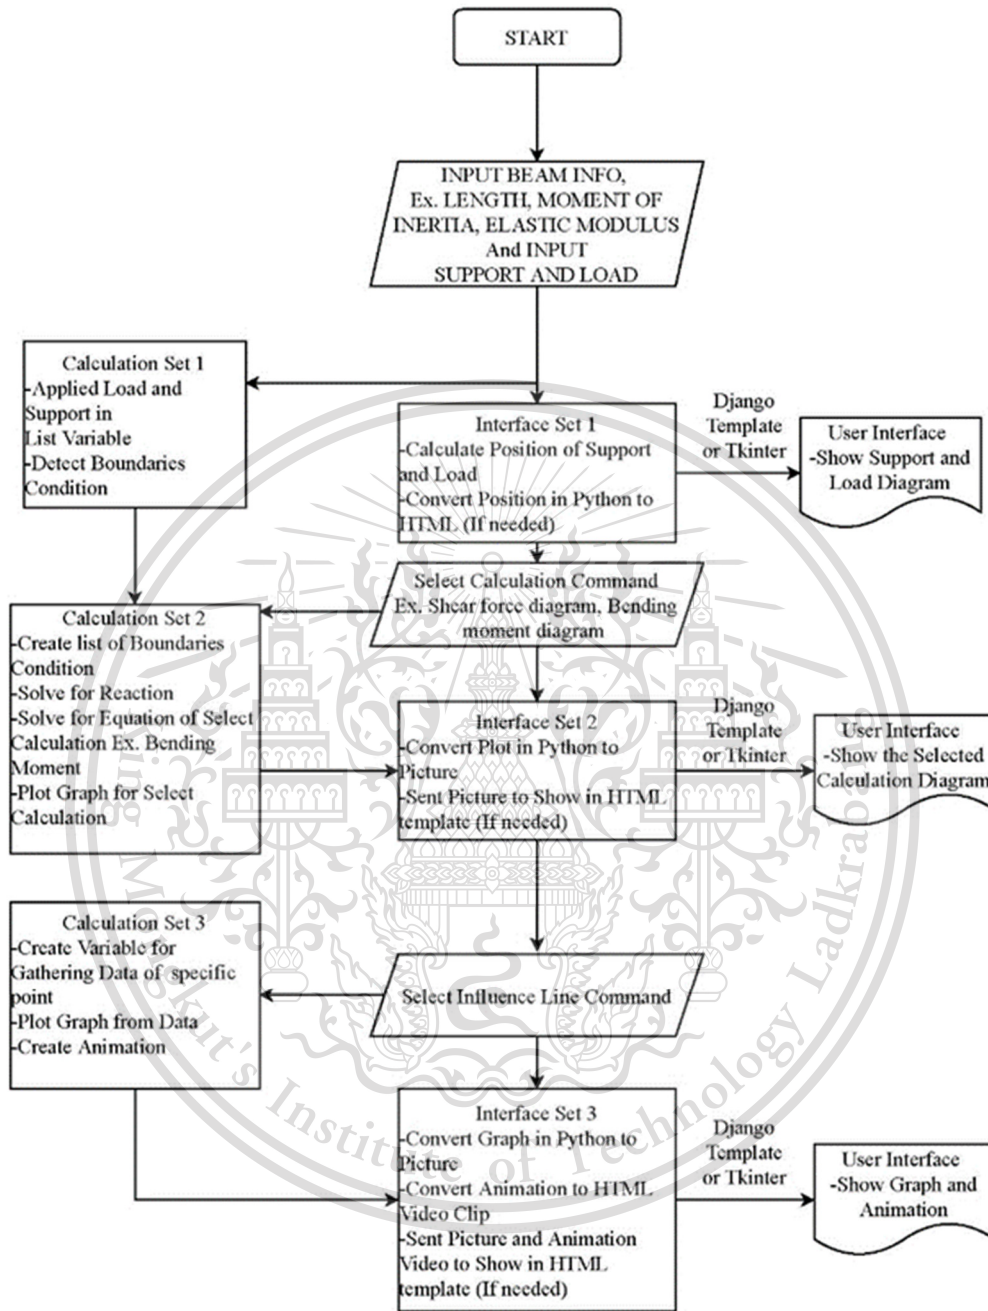 START
INPUT BEAM INFO,
Ex. LENGTH, MOMENT OF
INERTIA, ELASTIC MODULUS
And INPUT
SUPPORT AND LOAD
Calculation Set 1
-Applied Load and
Support in
List Variable
-Detect Boundaries
Condition
Interface Set 1
-Calculate Position of Support
and Load
-Convert Position in Python to
HTML (If needed)
Django
Template
or Tkinter
User Interface
-Show Support and
Load Diagram
Select Calculation Command
Ex. Shear force diagram, Bending
moment diagram
Calculation Set 2
-Create list of Boundaries
Condition
-Solve for Reaction
-Solve for Equation of Select
Calculation Ex. Bending
Moment
-Plot Graph for Select
Calculation
Interface Set 2
-Convert Plot in Python to
Picture
-Sent Picture to Show in HTML
template (If needed)
Django
Template
or Tkinter
User Interface
-Show the Selected
Calculation Diagram
Calculation Set 3
-Create Variable for
Gathering Data of specific
point
-Plot Graph from Data
-Create Animation
Select Influence Line Command
Interface Set 3
-Convert Graph in Python to
Picture
-Convert Animation to HTML
Video Clip
-Sent Picture and Animation
Video to Show in HTML
template (If needed)
Django
Template
or Tkinter
User Interface
-Show Graph and
Animation
King Mongkut's Institute of Technology Ladkrabang